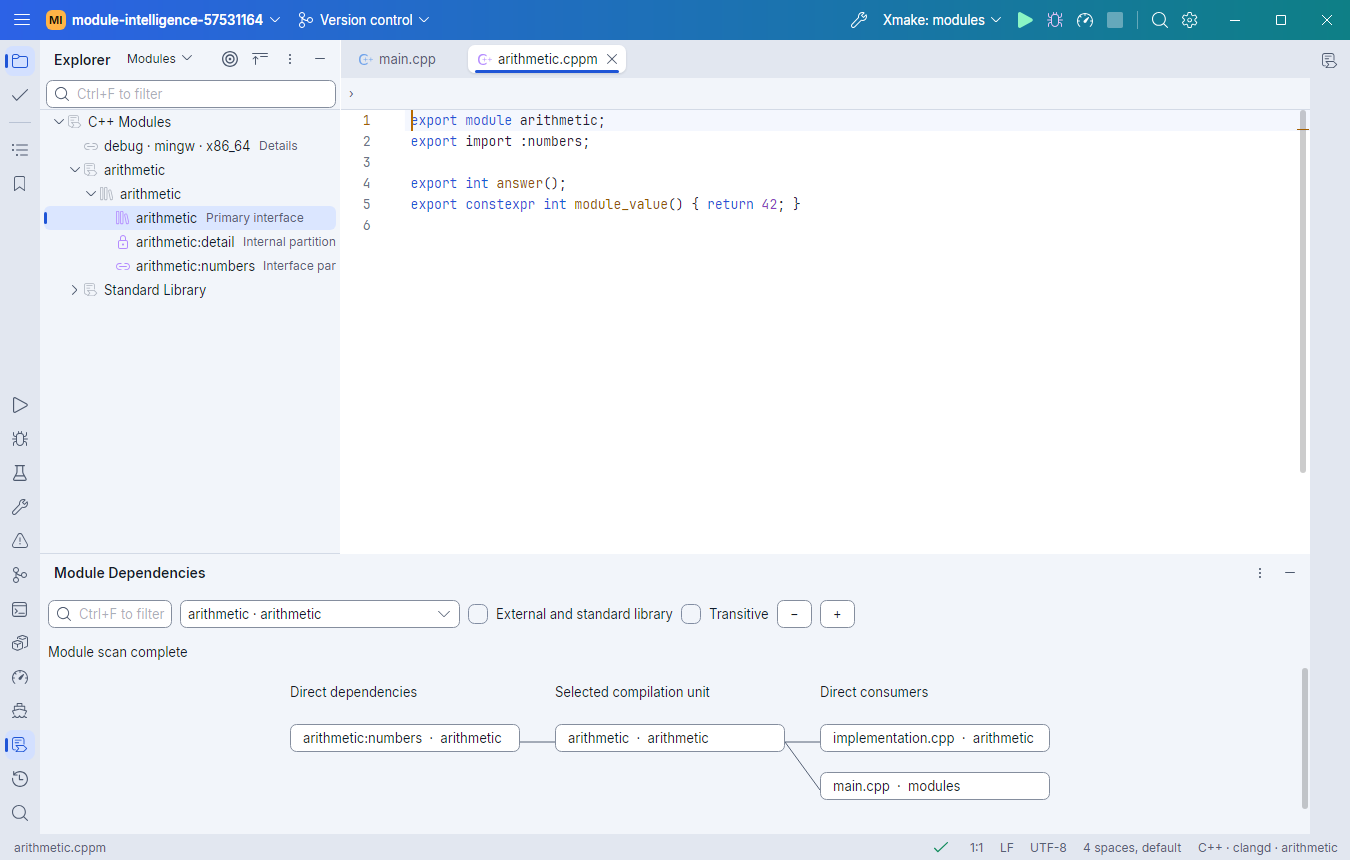 MI module-intelligence-57531164 Version control Xmake: modules
Explorer Modules
main.cpp
arithmetic.cppm
Ctrl+F to filter
C++ Modules
debug · mingw · x86_64 Details
arithmetic
arithmetic
arithmetic Primary interface
arithmetic:detail Internal partition
arithmetic:numbers Interface par
Standard Library
1 export module arithmetic;
2 export import :numbers;
3
4 export int answer();
5 export constexpr int module_value() { return 42; }
6
Module Dependencies
Ctrl+F to filter arithmetic · arithmetic External and standard library Transitive - +
Module scan complete
Direct dependencies Selected compilation unit Direct consumers
arithmetic:numbers · arithmetic arithmetic · arithmetic implementation.cpp · arithmetic
main.cpp · modules
arithmetic.cppm 1:1 LF UTF-8 4 spaces, default C++ · clangd · arithmetic